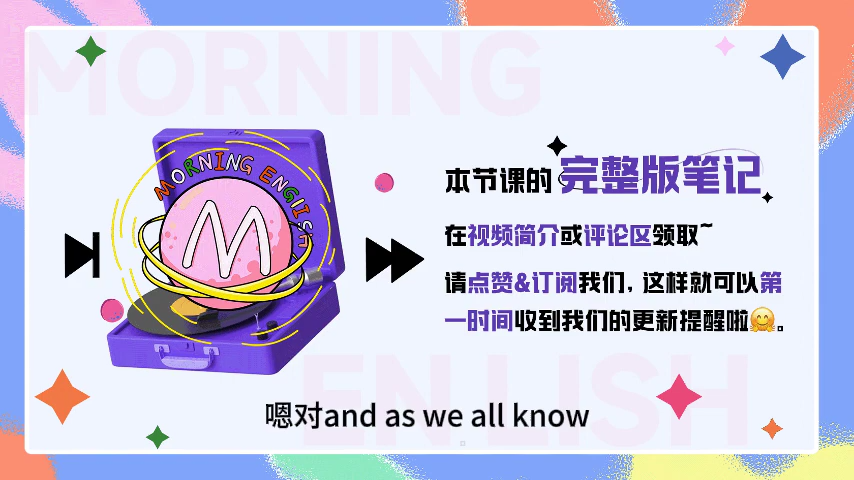 MORNING
MORNING ENGLISH
M
本节课的 完整版笔记
在视频简介或评论区领取~
请点赞&订阅我们，这样就可以第
一时间收到我们的更新提醒啦🤗。
EN LISH
嗯对and as we all know